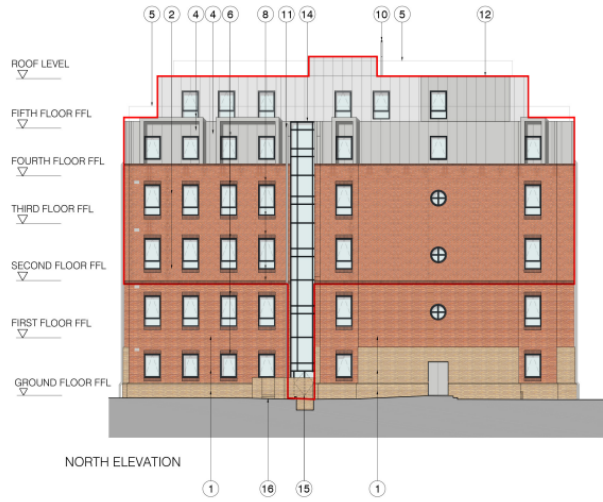 5 2 4 4 6 8 11 14 10 5 12
ROOF LEVEL
5
FIFTH FLOOR FFL
FOURTH FLOOR FFL
THIRD FLOOR FFL
SECOND FLOOR FFL
FIRST FLOOR FFL
GROUND FLOOR FFL
NORTH ELEVATION
1 16 15 1